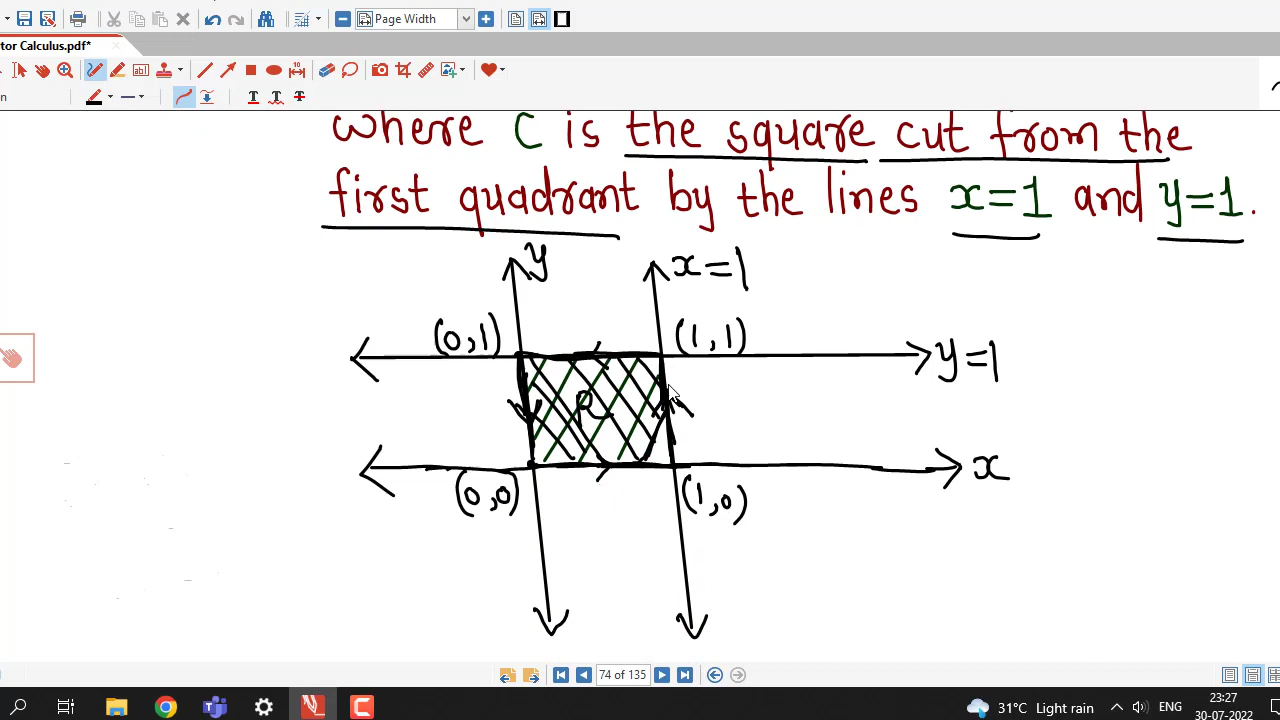 Page Width
tor Calculus.pdf*
where C is the square cut from the
first quadrant by the lines x=1 and y=1.
y
x=1
(0,1)
(1,1)
y=1
R
x
(0,0)
(1,0)
74 of 135
31°C Light rain
ENG
23:27
30-07-2022